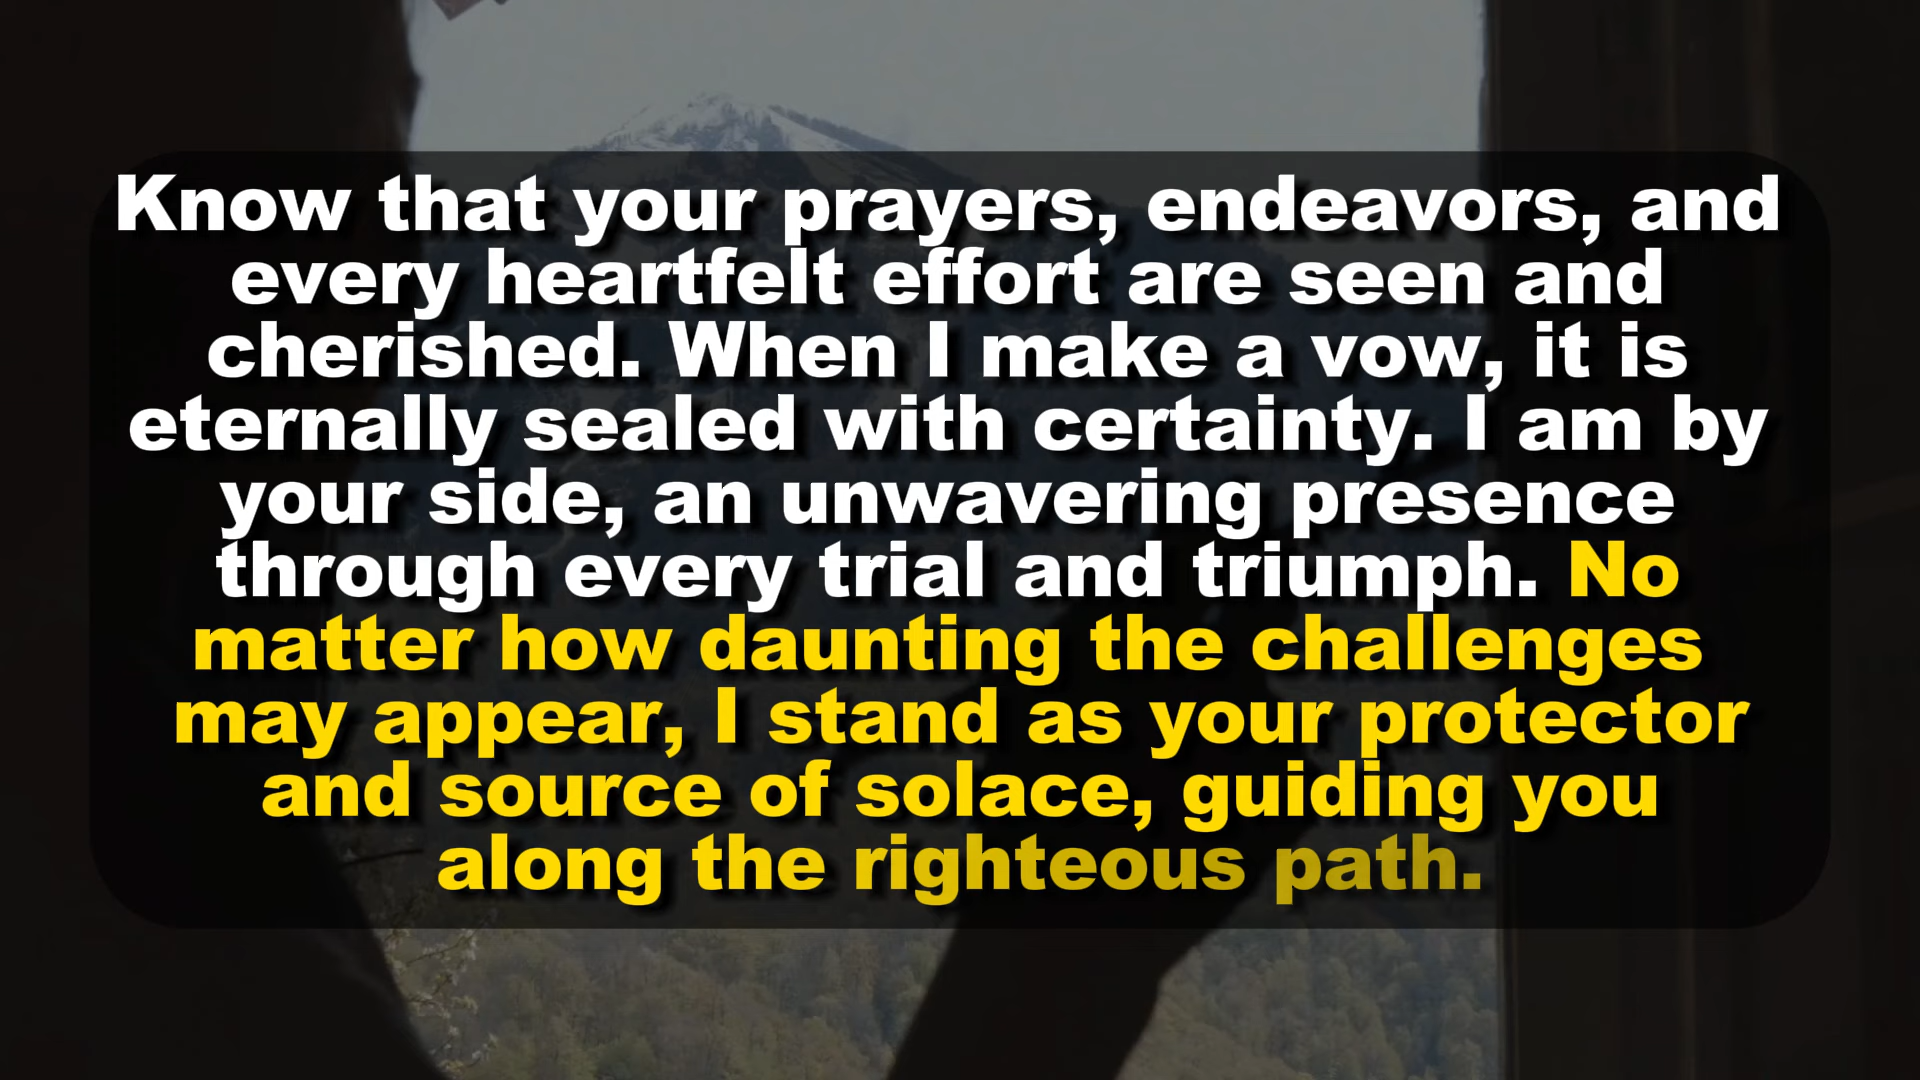 Know that your prayers, endeavors, and
every heartfelt effort are seen and
cherished. When I make a vow, it is
eternally sealed with certainty. I am by
your side, an unwavering presence
through every trial and triumph. No
matter how daunting the challenges
may appear, I stand as your protector
and source of solace, guiding you
along the righteous path.